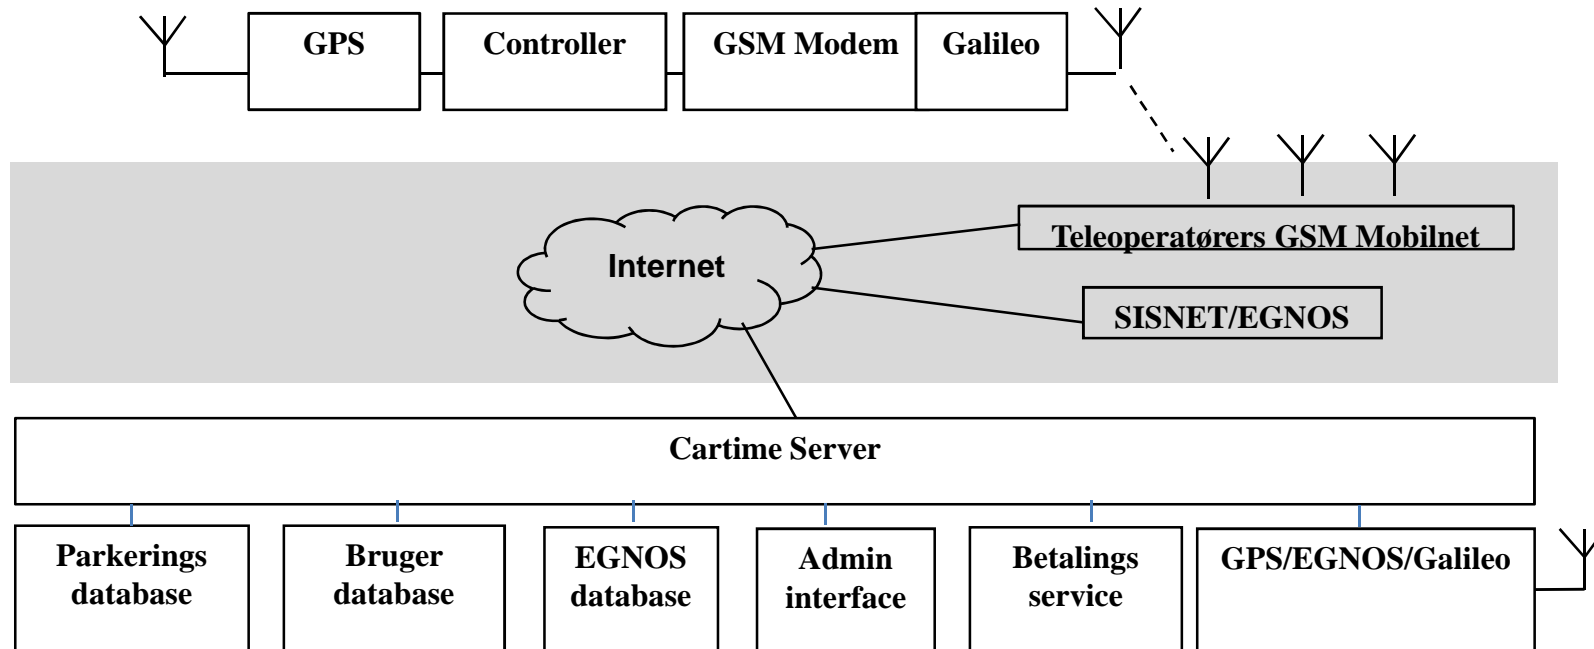 GPS
Controller
GSM Modem
Galileo
Teleoperatørers GSM Mobilnet
Internet
SISNET/EGNOS
Cartime Server
Parkerings
database
Bruger
database
EGNOS
database
Admin
interface
Betalings
service
GPS/EGNOS/Galileo